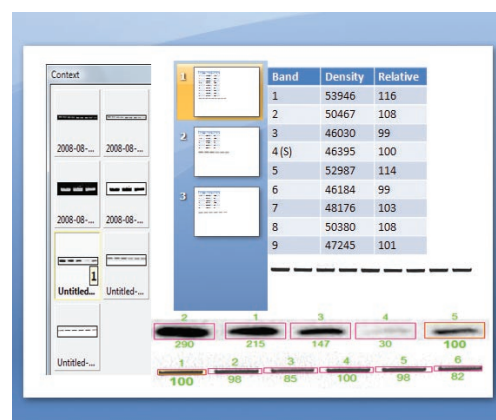 Context
2008-08-...
2008-08-...
2008-08-...
2008-08-...
1
Untitled...
Untitled-...
Untitled-...
1
2
3
Band Density Relative
1 53946 116
2 50467 108
3 46030 99
4 (S) 46395 100
5 52987 114
6 46184 99
7 48176 103
8 50380 108
9 47245 101
2 1 3 4 5
290 215 147 30 100
1 2 3 4 5 6
100 98 85 100 98 82